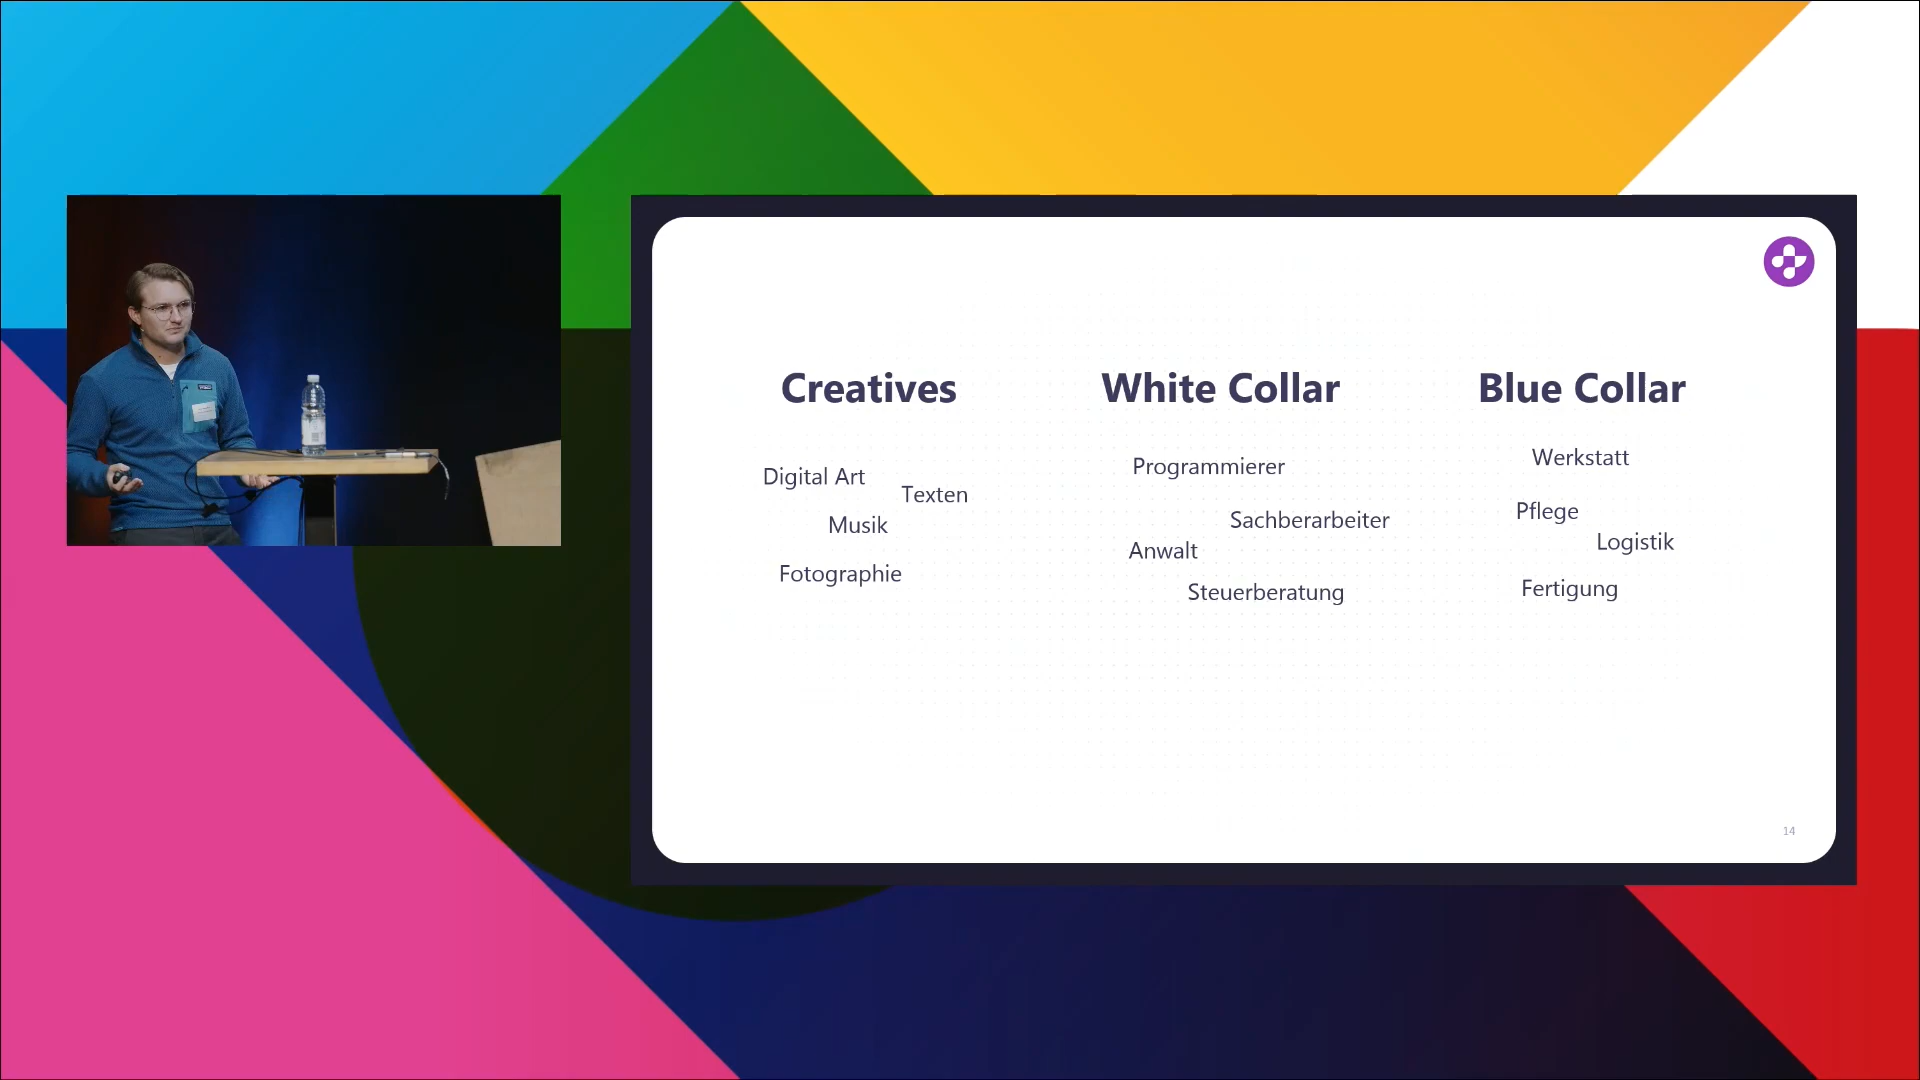 Creatives
Digital Art
Texten
Musik
Fotographie
White Collar
Programmierer
Sachberarbeiter
Anwalt
Steuerberatung
Blue Collar
Werkstatt
Pflege
Logistik
Fertigung
14